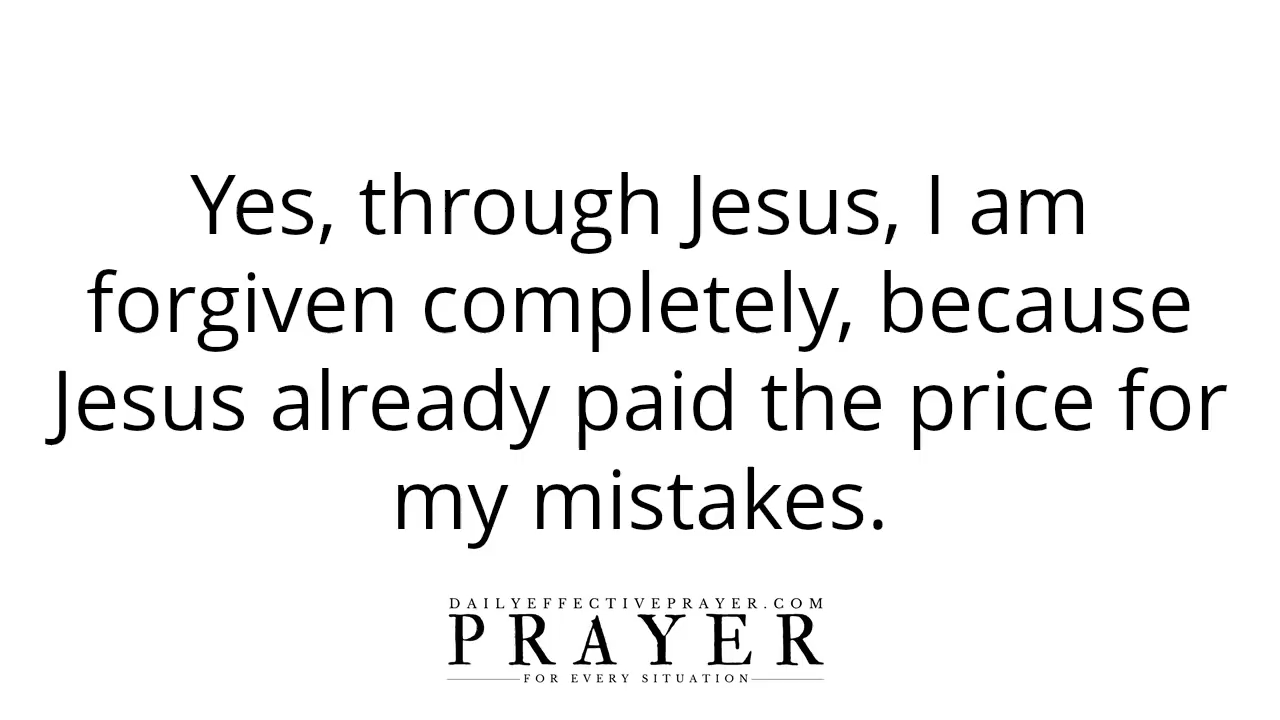 Yes, through Jesus, I am
forgiven completely, because
Jesus already paid the price for
my mistakes.
DAILYEFFECTIVEPRAYER.COM
PRAYER
FOR EVERY SITUATION